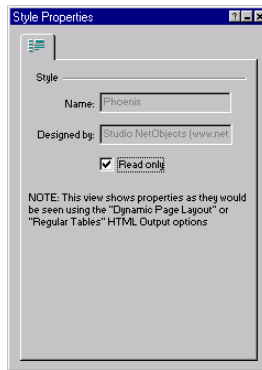 Style Properties
Style
Name: Phoenix
Designed by: Studio NetObjects (www.net
Read only
NOTE: This view shows properties as they would
be seen using the "Dynamic Page Layout" or
"Regular Tables" HTML Output options